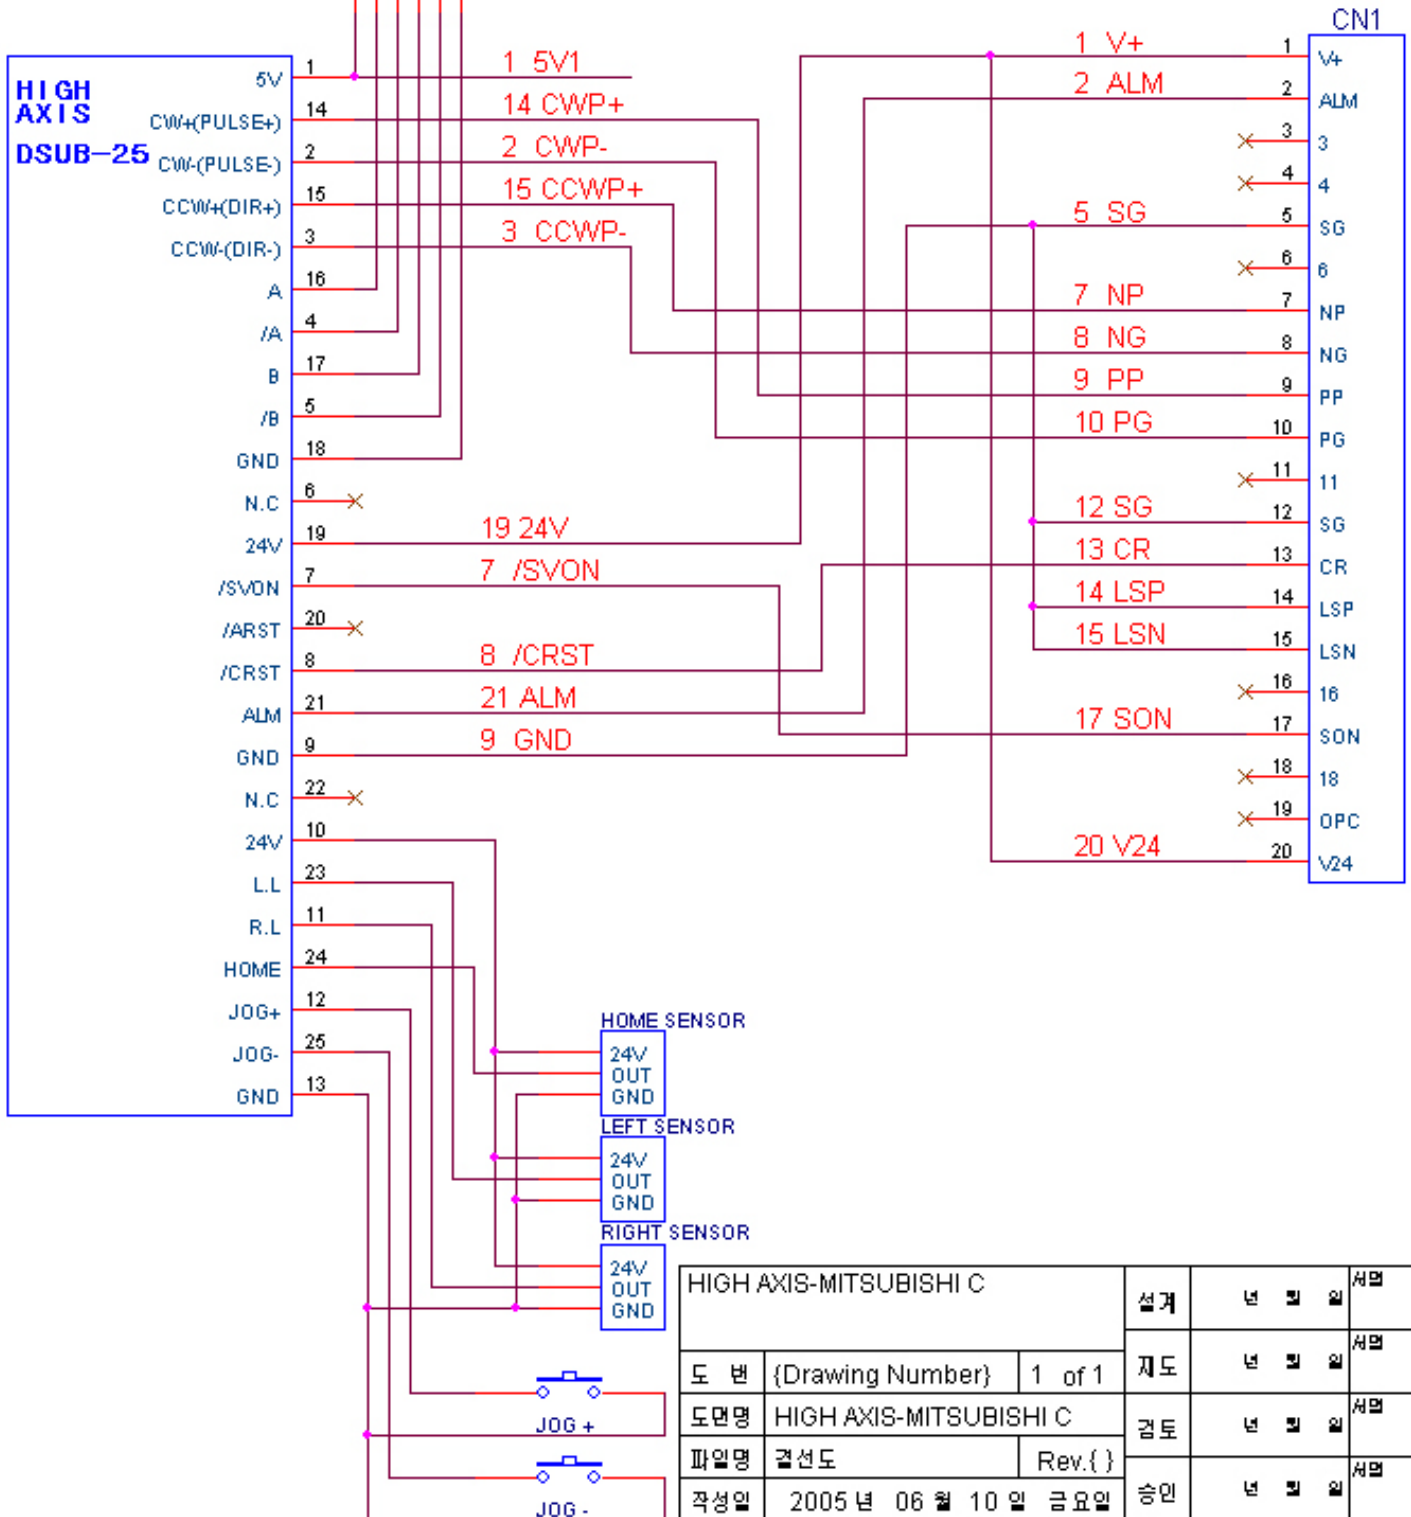 HIGH
AXIS
DSUB-25
5V 1
CW+(PULSE+) 14
CW-(PULSE-) 2
CCW+(DIR+) 15
CCW-(DIR-) 3
A 16
/A 4
B 17
/B 5
GND 18
N.C 6
24V 19
/SVON 7
/ARST 20
/CRST 8
ALM 21
GND 9
N.C 22
24V 10
L.L 23
R.L 11
HOME 24
JOG+ 12
JOG- 25
GND 13
1 5V1
14 CWP+
2 CWP-
15 CCWP+
3 CCWP-
19 24V
7 /SVON
8 /CRST
21 ALM
9 GND
1 V+
2 ALM
5 SG
7 NP
8 NG
9 PP
10 PG
12 SG
13 CR
14 LSP
15 LSN
17 SON
20 V24
CN1
1 V+
2 ALM
3 3
4 4
5 SG
6 6
7 NP
8 NG
9 PP
10 PG
11 11
12 SG
13 CR
14 LSP
15 LSN
16 16
17 SON
18 18
19 OPC
20 V24
HOME SENSOR
24V
OUT
GND
LEFT SENSOR
24V
OUT
GND
RIGHT SENSOR
24V
OUT
GND
JOG +
JOG -
HIGH AXIS-MITSUBISHI C
도 번 {Drawing Number} 1 of 1
도면명 HIGH AXIS-MITSUBISHI C
파일명 결선도 Rev.{ }
작성일 2005 년 06 월 10 일 금요일
설계 년 월 일 서명
제도 년 월 일 서명
검토 년 월 일 서명
승인 년 월 일 서명